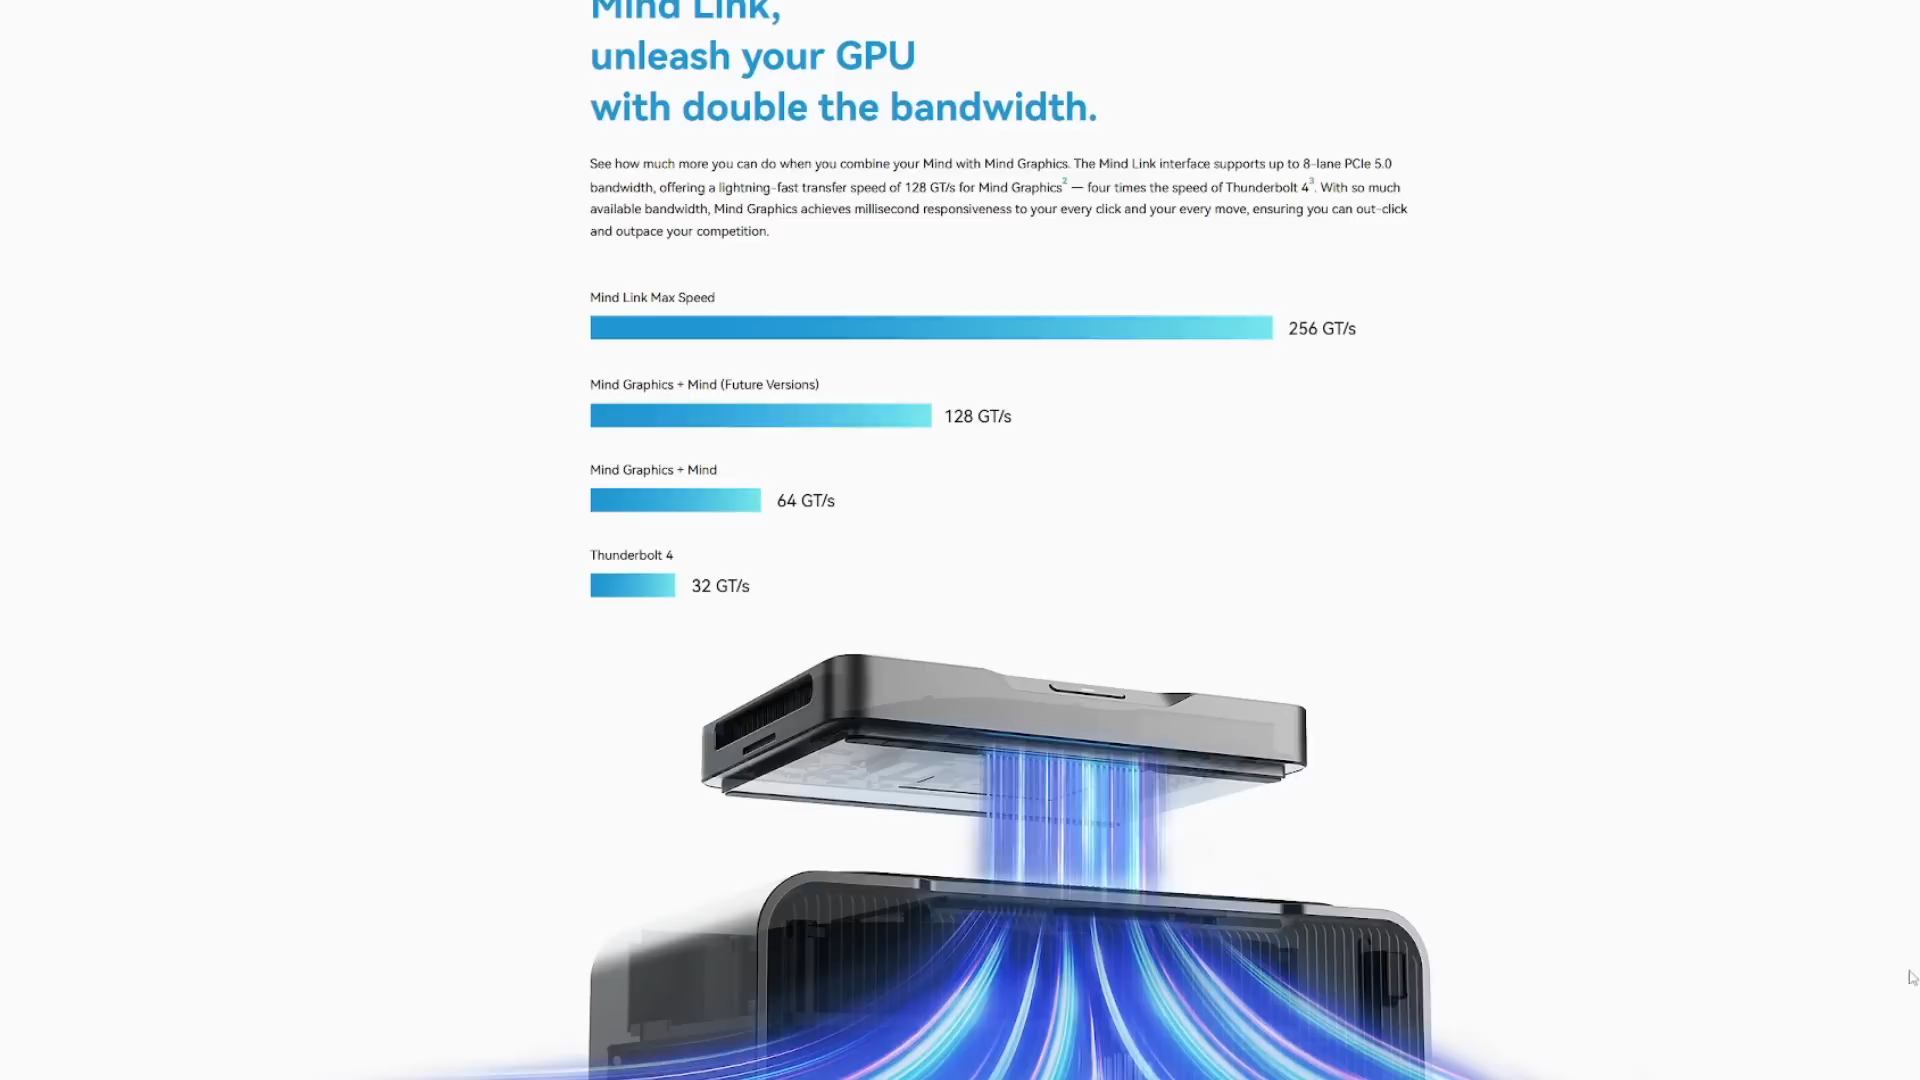 Mind Link,
unleash your GPU
with double the bandwidth.
See how much more you can do when you combine your Mind with Mind Graphics. The Mind Link interface supports up to 8-lane PCIe 5.0
bandwidth, offering a lightning-fast transfer speed of 128 GT/s for Mind Graphics² — four times the speed of Thunderbolt 4³. With so much
available bandwidth, Mind Graphics achieves millisecond responsiveness to your every click and your every move, ensuring you can out-click
and outpace your competition.
Mind Link Max Speed
256 GT/s
Mind Graphics + Mind (Future Versions)
128 GT/s
Mind Graphics + Mind
64 GT/s
Thunderbolt 4
32 GT/s